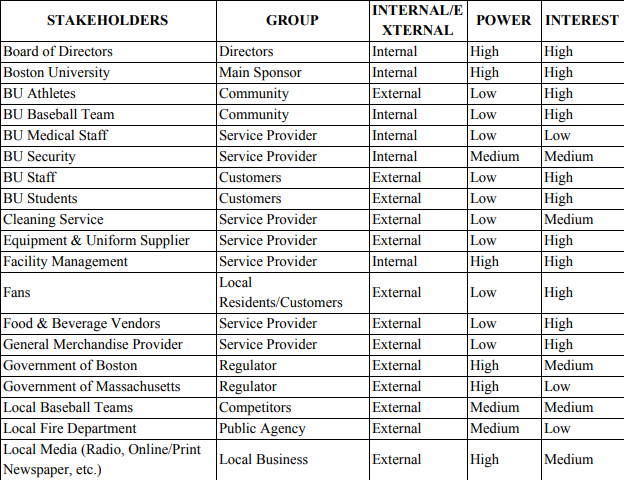 STAKEHOLDERS GROUP INTERNAL/E XTERNAL POWER INTEREST
Board of Directors Directors Internal High High
Boston University Main Sponsor Internal High High
BU Athletes Community External Low High
BU Baseball Team Community Internal Low High
BU Medical Staff Service Provider Internal Low Low
BU Security Service Provider Internal Medium Medium
BU Staff Customers External Low High
BU Students Customers External Low High
Cleaning Service Service Provider External Low Medium
Equipment & Uniform Supplier Service Provider External Low High
Facility Management Service Provider Internal High High
Fans Local Residents/Customers External Low High
Food & Beverage Vendors Service Provider External Low High
General Merchandise Provider Service Provider External Low High
Government of Boston Regulator External High Medium
Government of Massachusetts Regulator External High Low
Local Baseball Teams Competitors External Medium Medium
Local Fire Department Public Agency External Medium Low
Local Media (Radio, Online/Print Newspaper, etc.) Local Business External High Medium